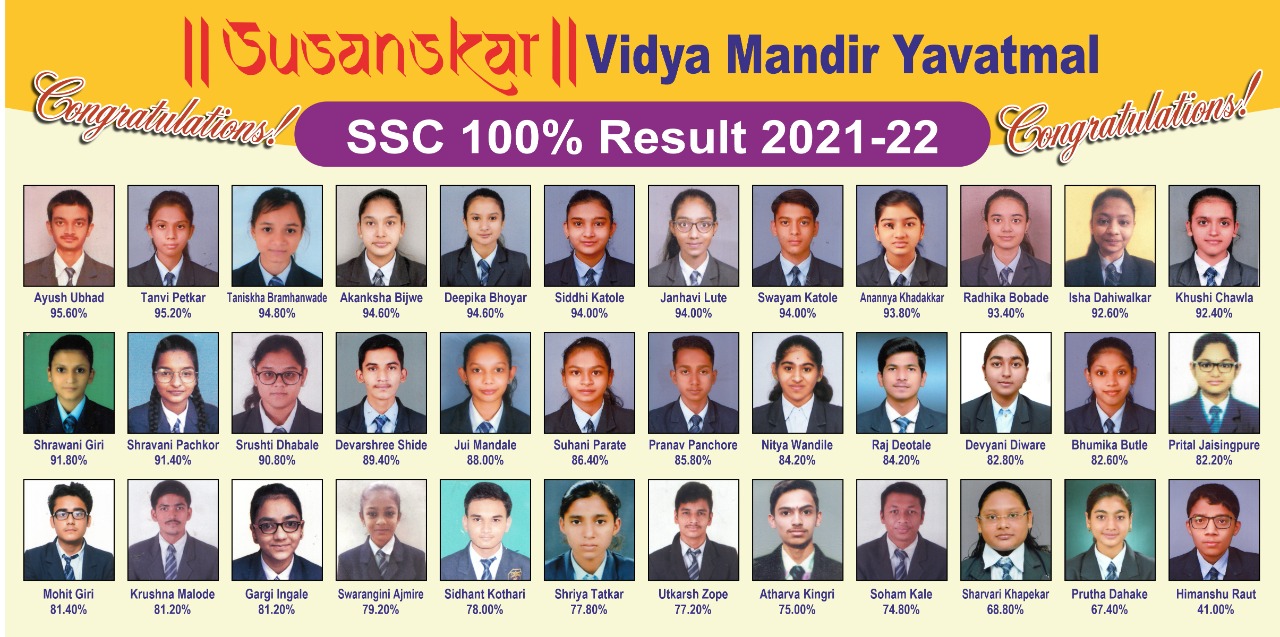 || Susanskar || Vidya Mandir Yavatmal
Congratulations!
SSC 100% Result 2021-22
Congratulations!
Ayush Ubhad
95.60%
Tanvi Petkar
95.20%
Taniskha Bramhanwade
94.80%
Akanksha Bijwe
94.60%
Deepika Bhoyar
94.60%
Siddhi Katole
94.00%
Janhavi Lute
94.00%
Swayam Katole
94.00%
Anannya Khadakkar
93.80%
Radhika Bobade
93.40%
Isha Dahiwalkar
92.60%
Khushi Chawla
92.40%
Shrawani Giri
91.80%
Shravani Pachkor
91.40%
Srushti Dhabale
90.80%
Devarshree Shide
89.40%
Jui Mandale
88.00%
Suhani Parate
86.40%
Pranav Panchore
85.80%
Nitya Wandile
84.20%
Raj Deotale
84.20%
Devyani Diware
82.80%
Bhumika Butle
82.60%
Prital Jaisingpure
82.20%
Mohit Giri
81.40%
Krushna Malode
81.20%
Gargi Ingale
81.20%
Swarangini Ajmire
79.20%
Sidhant Kothari
78.00%
Shriya Tatkar
77.80%
Utkarsh Zope
77.20%
Atharva Kingri
75.00%
Soham Kale
74.80%
Sharvari Khapekar
68.80%
Prutha Dahake
67.40%
Himanshu Raut
41.00%